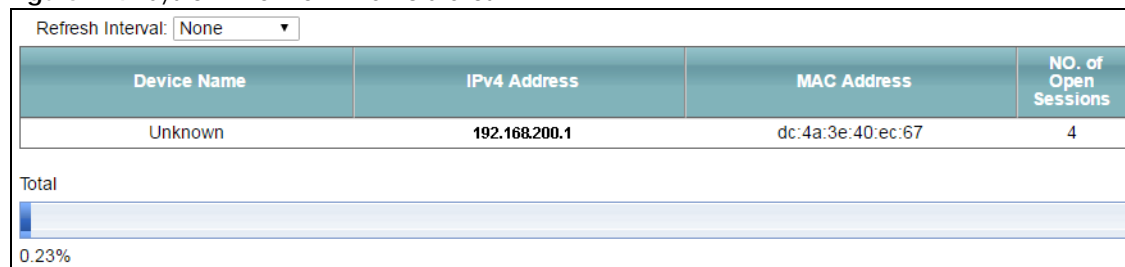 Refresh Interval: None
Device Name IPv4 Address MAC Address NO. of Open Sessions
Unknown 192.168.200.1 dc:4a:3e:40:ec:67 4
Total
0.23%